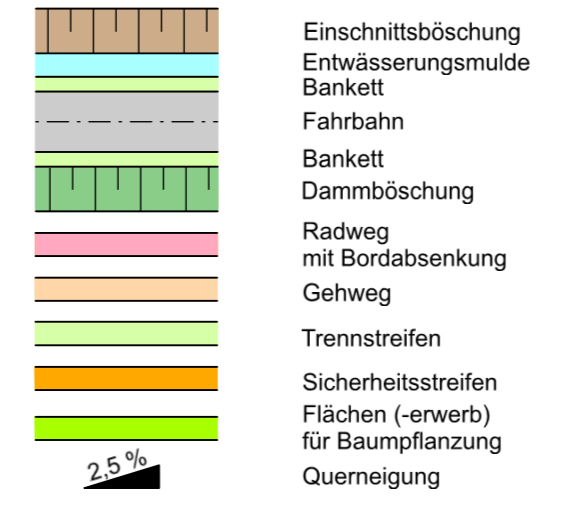 Einschnittsböschung
Entwässerungsmulde
Bankett
Fahrbahn
Bankett
Dammböschung
Radweg
mit Bordabsenkung
Gehweg
Trennstreifen
Sicherheitsstreifen
Flächen (-erwerb)
für Baumpflanzung
2,5 %
Querneigung